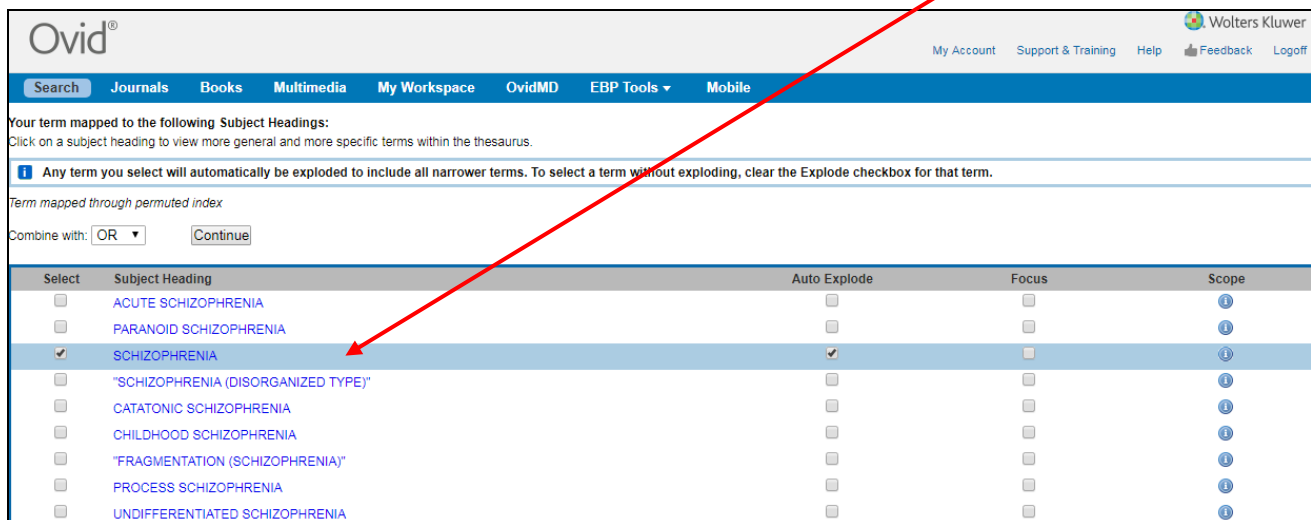 Ovid®
Wolters Kluwer
My Account Support & Training Help Feedback Logoff
Search Journals Books Multimedia My Workspace OvidMD EBP Tools ▾ Mobile
Your term mapped to the following Subject Headings:
Click on a subject heading to view more general and more specific terms within the thesaurus.
i Any term you select will automatically be exploded to include all narrower terms. To select a term without exploding, clear the Explode checkbox for that term.
Term mapped through permuted index
Combine with: OR ▼ Continue
Select Subject Heading Auto Explode Focus Scope
ACUTE SCHIZOPHRENIA
PARANOID SCHIZOPHRENIA
SCHIZOPHRENIA
"SCHIZOPHRENIA (DISORGANIZED TYPE)"
CATATONIC SCHIZOPHRENIA
CHILDHOOD SCHIZOPHRENIA
"FRAGMENTATION (SCHIZOPHRENIA)"
PROCESS SCHIZOPHRENIA
UNDIFFERENTIATED SCHIZOPHRENIA